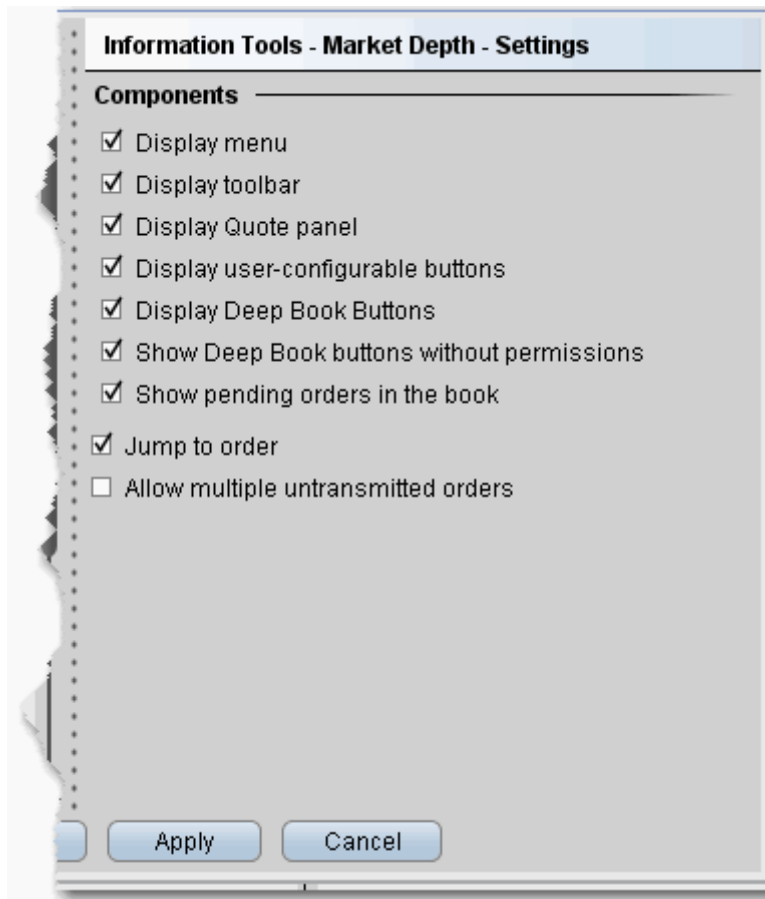 Information Tools - Market Depth - Settings
Components
Display menu
Display toolbar
Display Quote panel
Display user-configurable buttons
Display Deep Book Buttons
Show Deep Book buttons without permissions
Show pending orders in the book
Jump to order
Allow multiple untransmitted orders
Apply Cancel